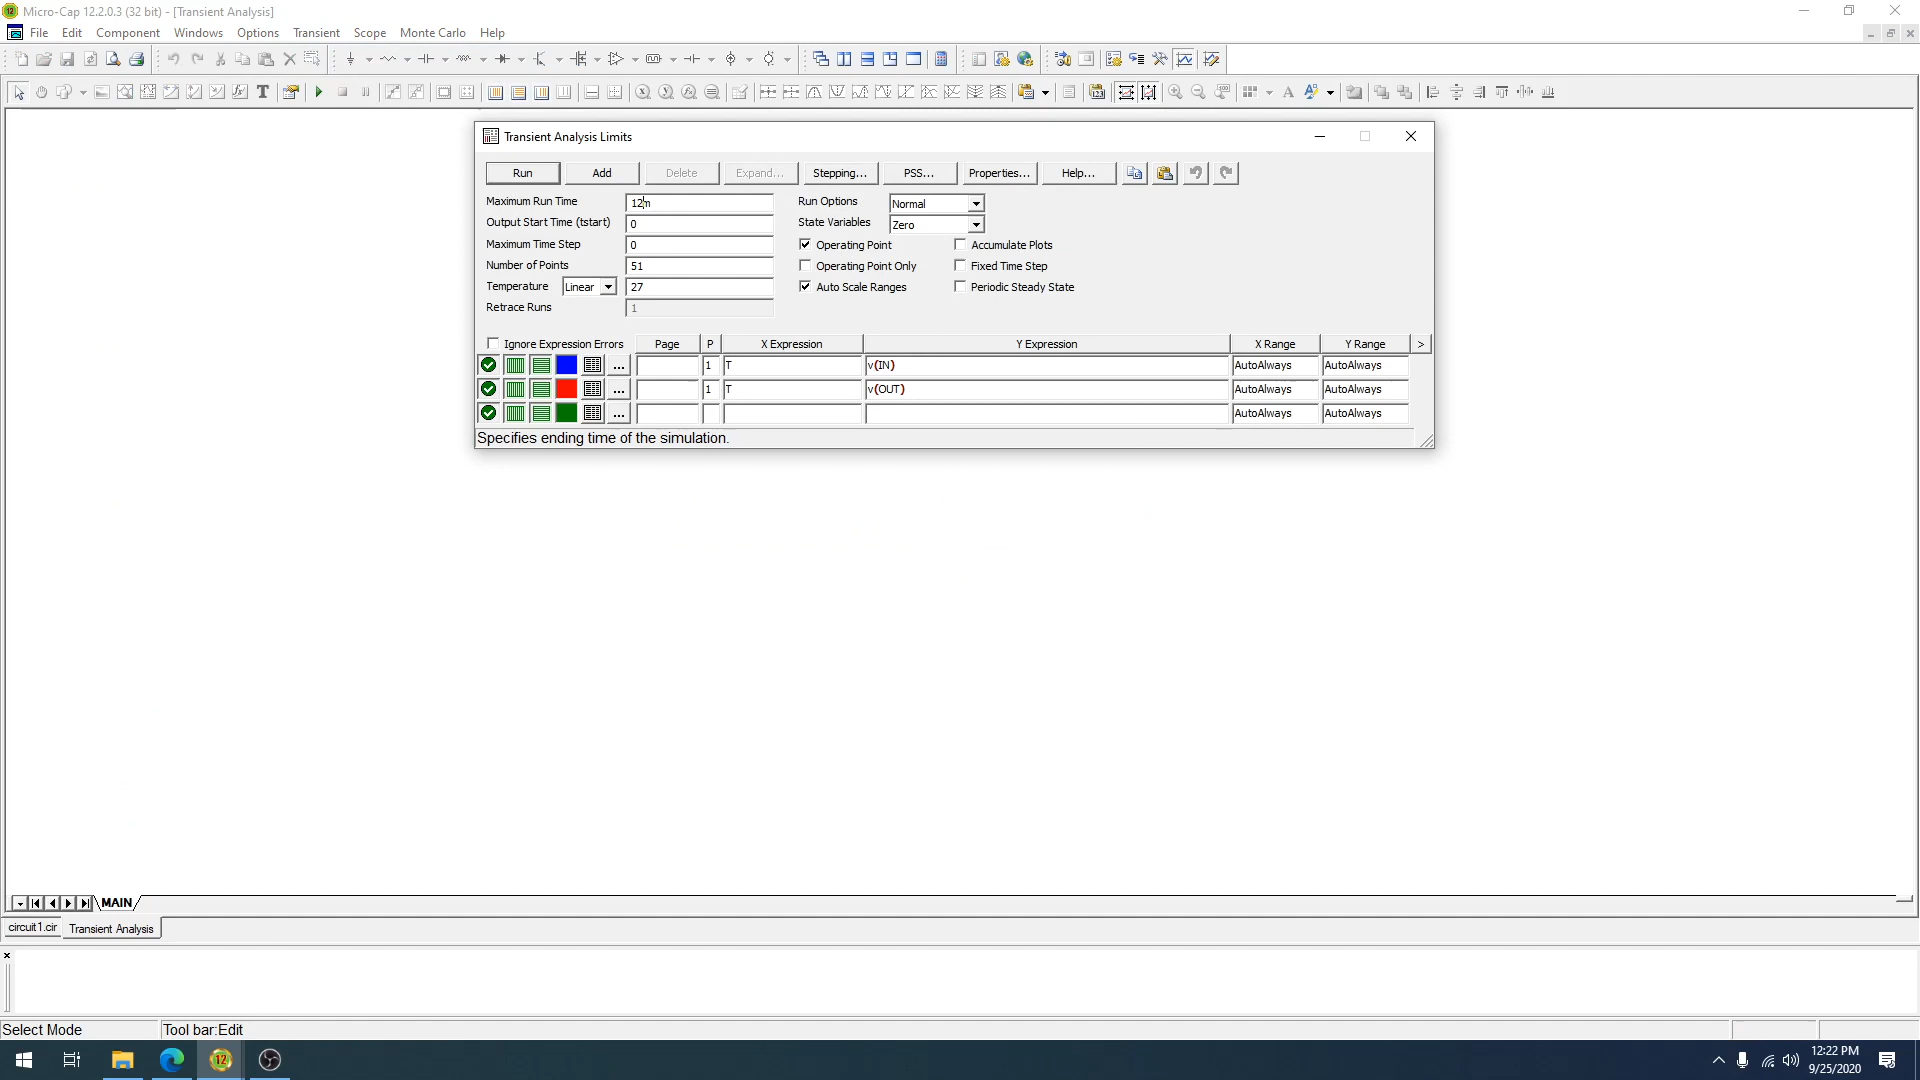 Micro-Cap 12.2.0.3 (32 bit) - [Transient Analysis]
File Edit Component Windows Options Transient Scope Monte Carlo Help
Transient Analysis Limits
Run Add Delete Expand... Stepping... PSS... Properties... Help...
Maximum Run Time 12m Run Options Normal
Output Start Time (tstart) 0 State Variables Zero
Maximum Time Step 0 Operating Point Accumulate Plots
Number of Points 51 Operating Point Only Fixed Time Step
Temperature Linear 27 Auto Scale Ranges Periodic Steady State
Retrace Runs 1
Ignore Expression Errors Page P X Expression Y Expression X Range Y Range >
... 1 T v(IN) AutoAlways AutoAlways
... 1 T v(OUT) AutoAlways AutoAlways
... AutoAlways AutoAlways
Specifies ending time of the simulation.
MAIN
circuit1.cir Transient Analysis
Select Mode Tool bar:Edit
12
12:22 PM
9/25/2020